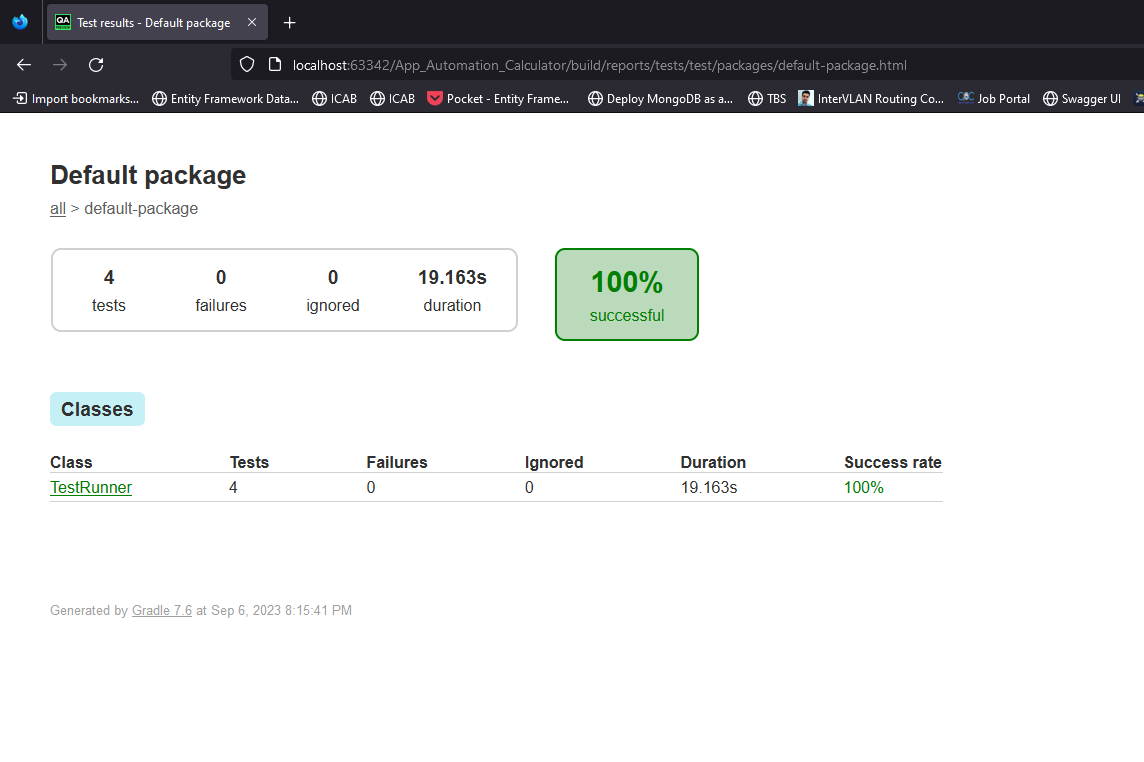 QA Test results - Default package
localhost:63342/App_Automation_Calculator/build/reports/tests/test/packages/default-package.html
Import bookmarks... Entity Framework Data... ICAB ICAB Pocket - Entity Frame... Deploy MongoDB as a... TBS InterVLAN Routing Co... Job Portal Swagger UI
Default package
all > default-package
4 0 0 19.163s
tests failures ignored duration
100%
successful
Classes
Class Tests Failures Ignored Duration Success rate
TestRunner 4 0 0 19.163s 100%
Generated by Gradle 7.6 at Sep 6, 2023 8:15:41 PM